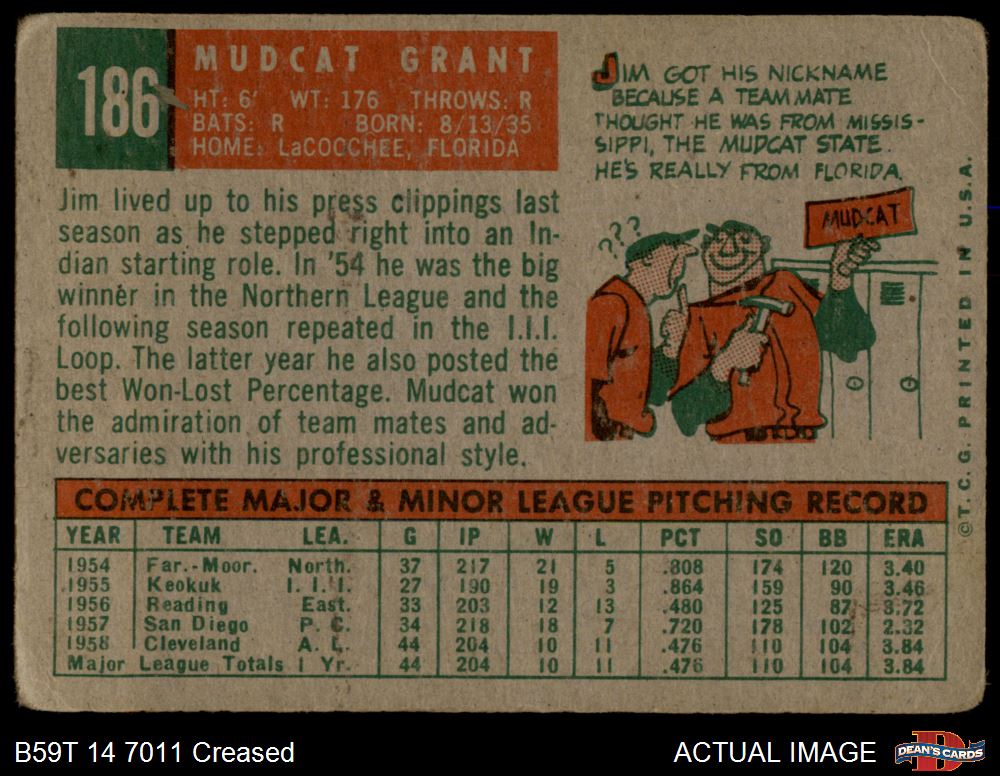 186
MUDCAT GRANT
HT: 6' WT: 176 THROWS: R
BATS: R BORN: 8/13/35
HOME: LaCOOCHEE, FLORIDA
JIM GOT HIS NICKNAME
BECAUSE A TEAM MATE
THOUGHT HE WAS FROM MISSIS-
SIPPI, THE MUDCAT STATE.
HE'S REALLY FROM FLORIDA.
???
MUDCAT
Jim lived up to his press clippings last
season as he stepped right into an In-
dian starting role. In '54 he was the big
winner in the Northern League and the
following season repeated in the I.I.I.
Loop. The latter year he also posted the
best Won-Lost Percentage. Mudcat won
the admiration of team mates and ad-
versaries with his professional style.
©T.C.G. PRINTED IN U.S.A.
COMPLETE MAJOR & MINOR LEAGUE PITCHING RECORD
YEAR TEAM LEA. G IP W L PCT SO BB ERA
1954 Far.-Moor. North. 37 217 21 5 .808 174 120 3.40
1955 Keokuk I. I. I. 27 190 19 3 .864 159 90 3.46
1956 Reading East. 33 203 12 13 .480 125 87 3.72
1957 San Diego P. C. 34 218 18 7 .720 178 102 2.32
1958 Cleveland A. L. 44 204 10 11 .476 110 104 3.84
Major League Totals 1 Yr. 44 204 10 11 .476 110 104 3.84
B59T 14 7011 Creased
ACTUAL IMAGE
D
DEAN'S CARDS